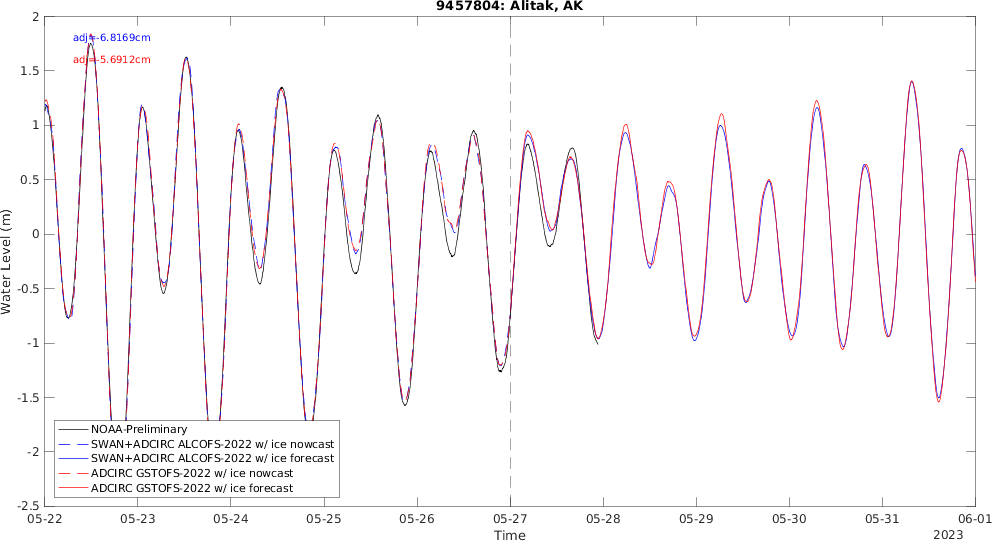 9457804: Alitak, AK
adj=-6.8169cm
adj=-5.6912cm
Water Level (m)
2
1.5
1
0.5
0
-0.5
-1
-1.5
-2
-2.5
NOAA-Preliminary
SWAN+ADCIRC ALCOFS-2022 w/ ice nowcast
SWAN+ADCIRC ALCOFS-2022 w/ ice forecast
ADCIRC GSTOFS-2022 w/ ice nowcast
ADCIRC GSTOFS-2022 w/ ice forecast
05-22 05-23 05-24 05-25 05-26 05-27 05-28 05-29 05-30 05-31 06-01
Time
2023